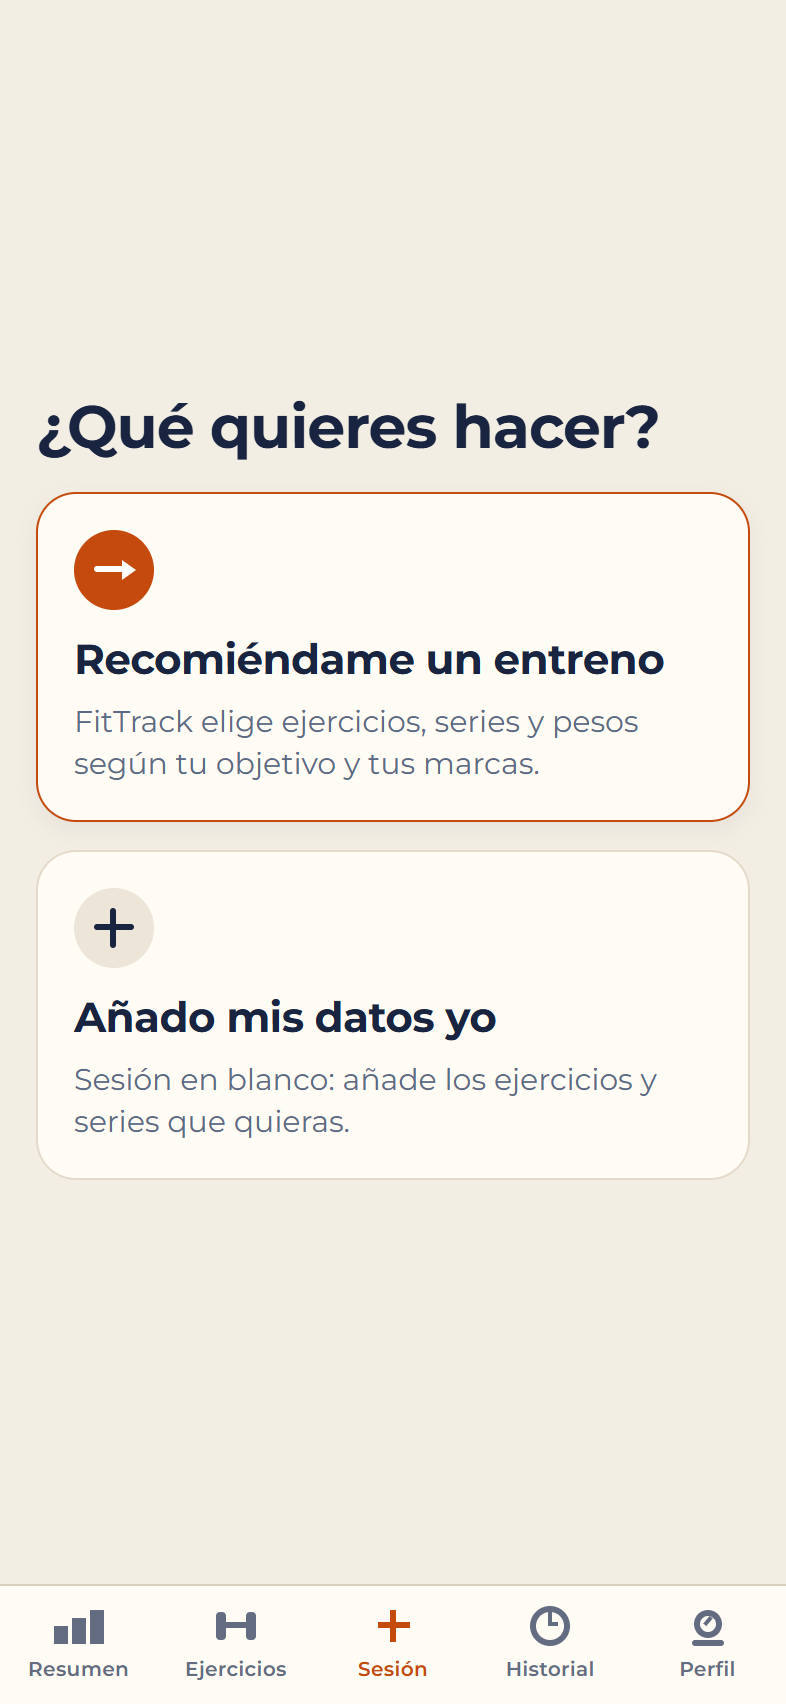 ¿Qué quieres hacer?
Recomiéndame un entreno
FitTrack elige ejercicios, series y pesos
según tu objetivo y tus marcas.
Añado mis datos yo
Sesión en blanco: añade los ejercicios y
series que quieras.
Resumen
Ejercicios
Sesión
Historial
Perfil